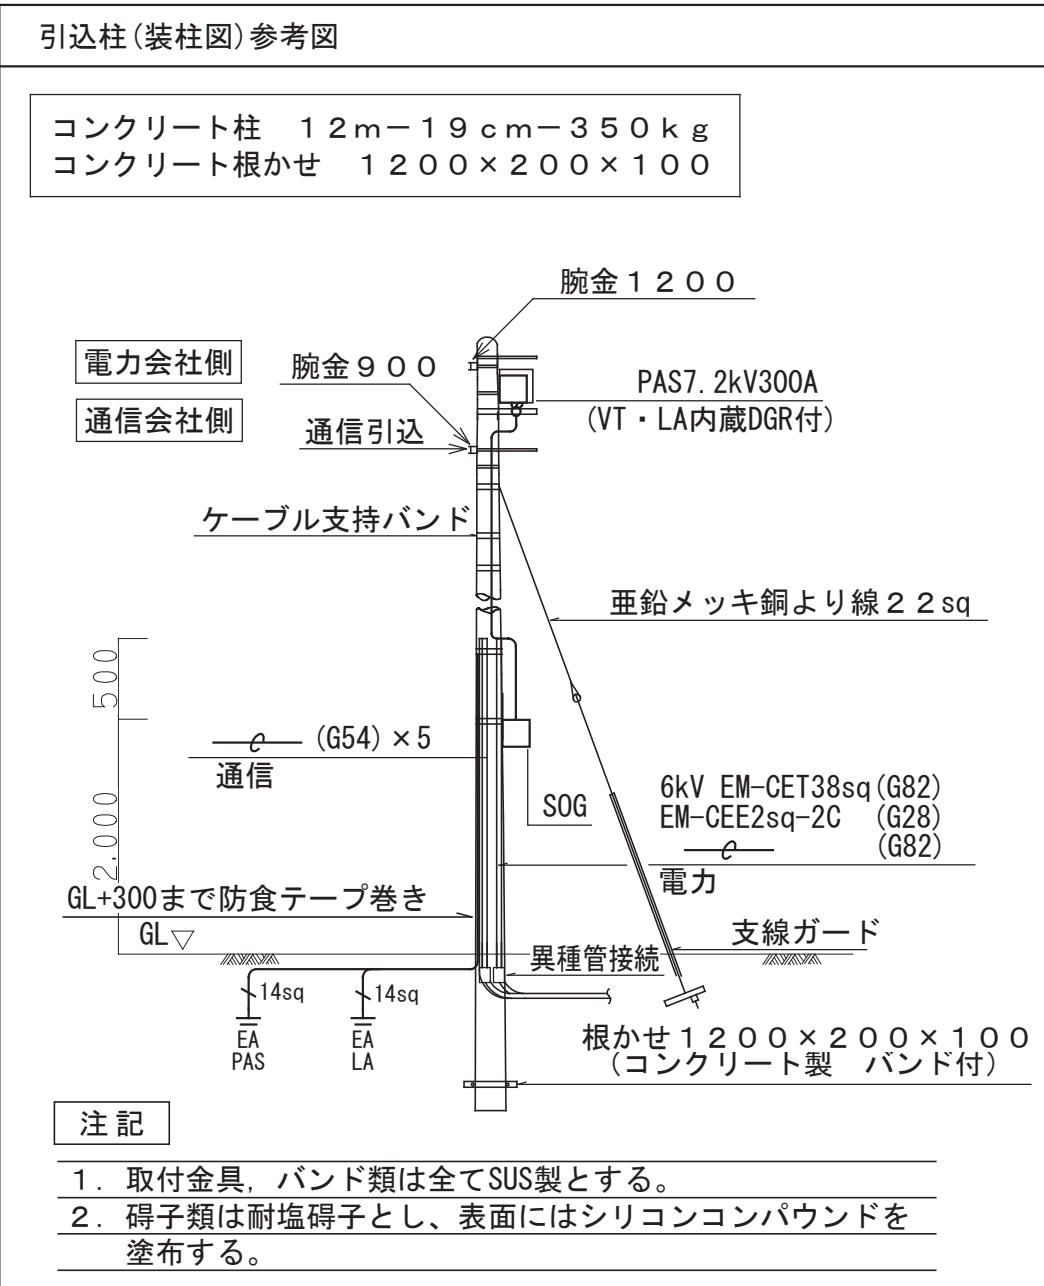 引込柱(装柱図)参考図
コンクリート柱　12m－19cm－350kg
コンクリート根かせ　1200×200×100
腕金1200
電力会社側
腕金900
PAS7.2kV300A
(VT・LA内蔵DGR付)
通信会社側
通信引込
ケーブル支持バンド
亜鉛メッキ銅より線22sq
500
(G54)×5
通信
6kV EM-CET38sq(G82)
SOG
EM-CEE2sq-2C (G28)
(G82)
2.000
電力
GL+300まで防食テープ巻き
GL▽
支線ガード
異種管接続
14sq
14sq
EA
PAS
EA
LA
根かせ1200×200×100
(コンクリート製　バンド付)
注記
1. 取付金具, バンド類は全てSUS製とする。
2. 碍子類は耐塩碍子とし、表面にはシリコンコンパウンドを
塗布する。